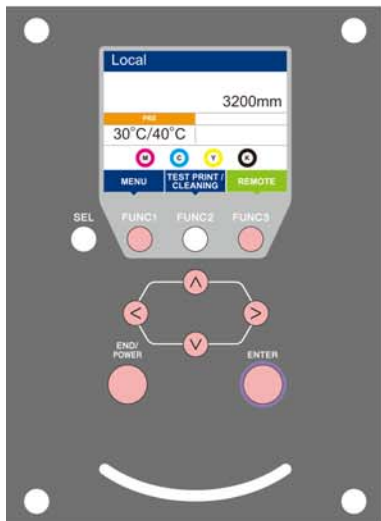 Local
3200mm
PRE
30°C/40°C
M C Y K
MENU
TEST PRINT /
CLEANING
REMOTE
SEL
FUNC1
FUNC2
FUNC3
END/
POWER
ENTER